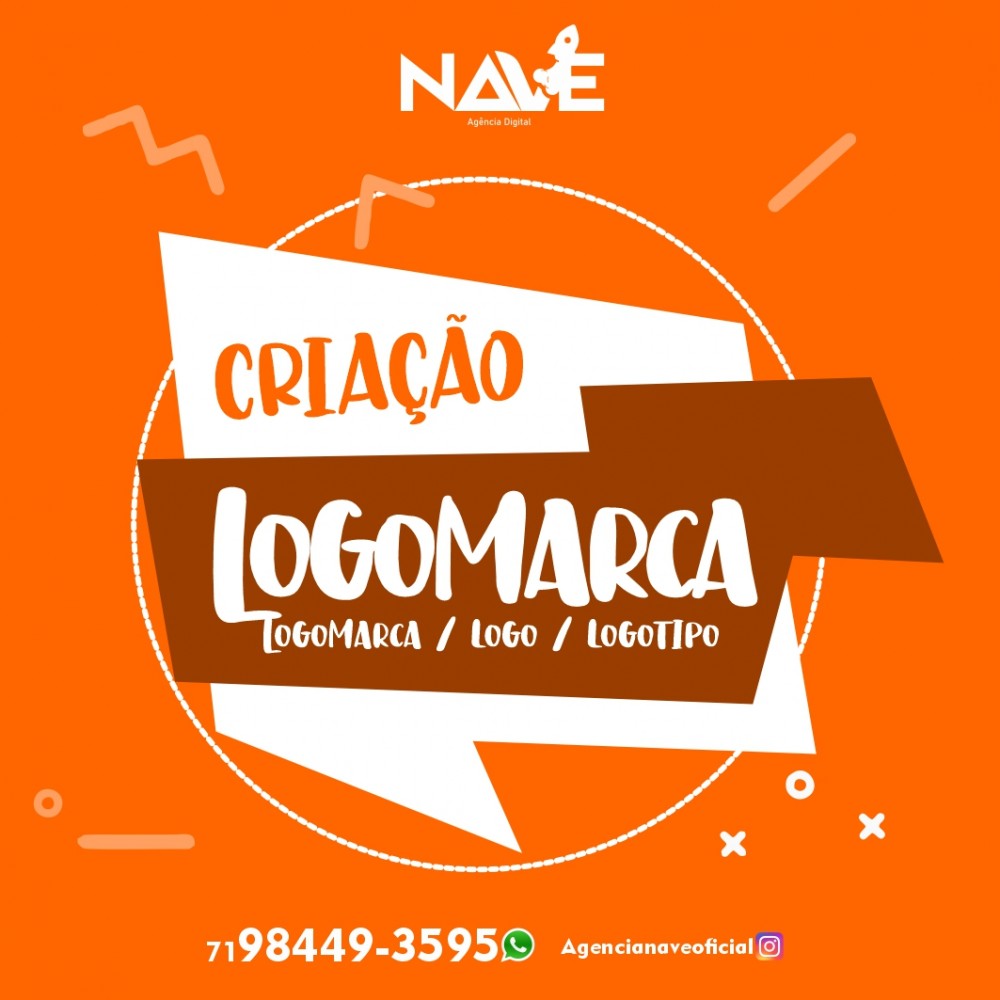 NAVE
Agência Digital
CRIAÇÃO
LOGOMARCA
LOGOMARCA / LOGO / LOGOTIPO
7198449-3595 Agencianaveoficial